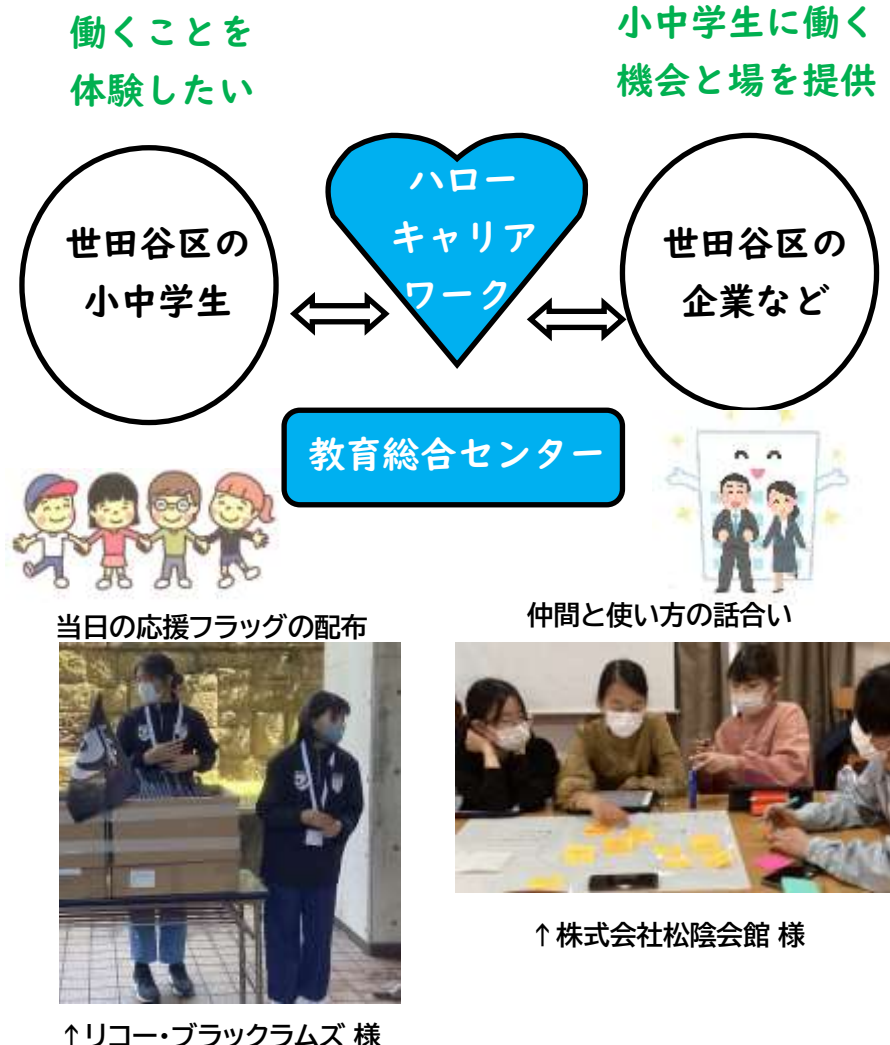 働くことを
体験したい
小中学生に働く
機会と場を提供
世田谷区の
小中学生
ハロー
キャリア
ワーク
世田谷区の
企業など
教育総合センター
当日の応援フラッグの配布
仲間と使い方の話合い
↑株式会社松陰会館 様
↑リコー・ブラックラムズ 様